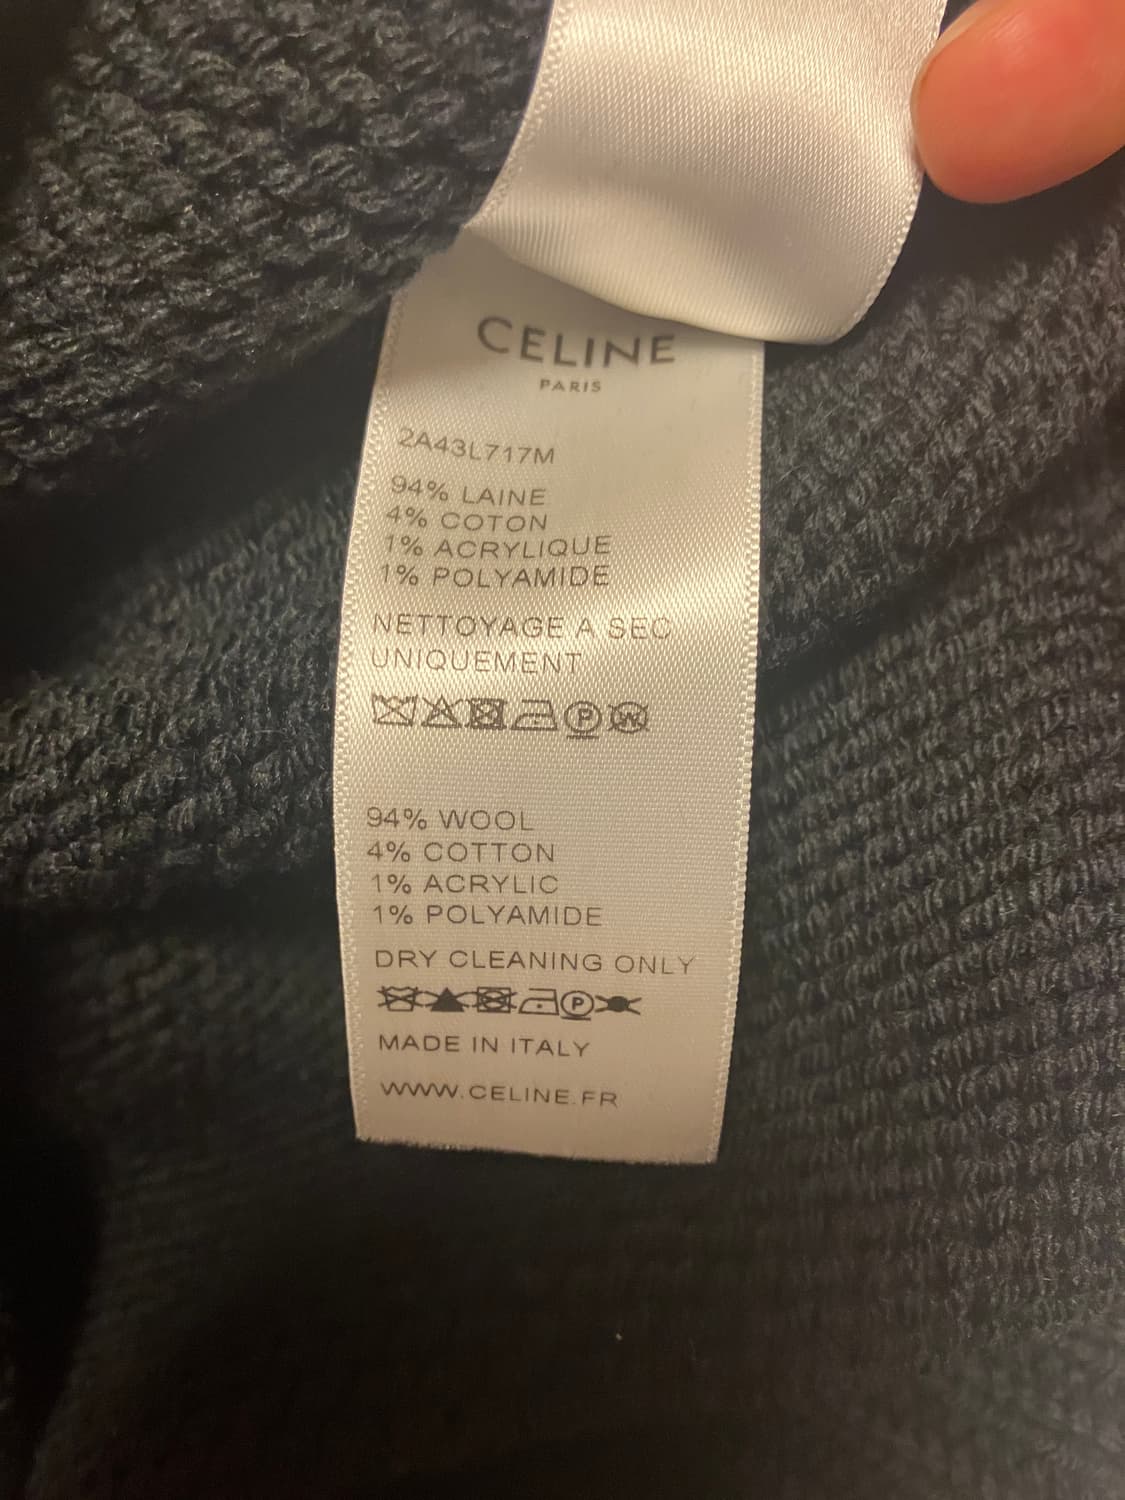 CELINE
PARIS
2A43L717M
94% LAINE
4% COTON
1% ACRYLIQUE
1% POLYAMIDE
NETTOYAGE A SEC
UNIQUEMENT
P W
94% WOOL
4% COTTON
1% ACRYLIC
1% POLYAMIDE
DRY CLEANING ONLY
P
MADE IN ITALY
WWW.CELINE.FR